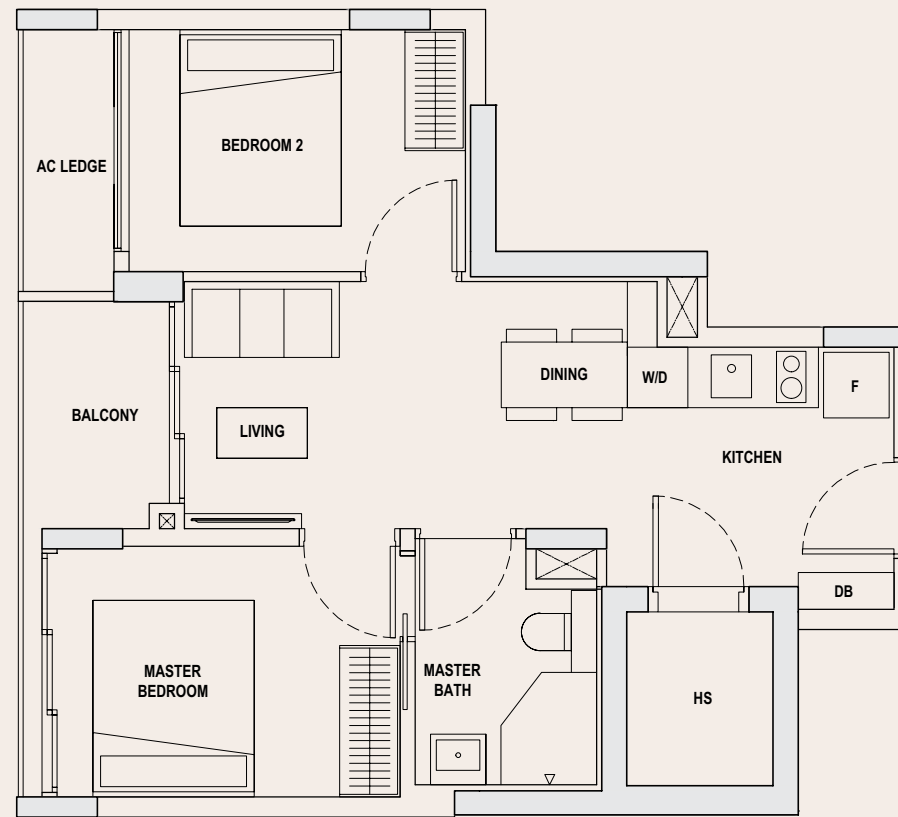 BEDROOM 2
AC LEDGE
DINING
W/D
F
BALCONY
LIVING
KITCHEN
DB
MASTER
BEDROOM
MASTER
BATH
HS